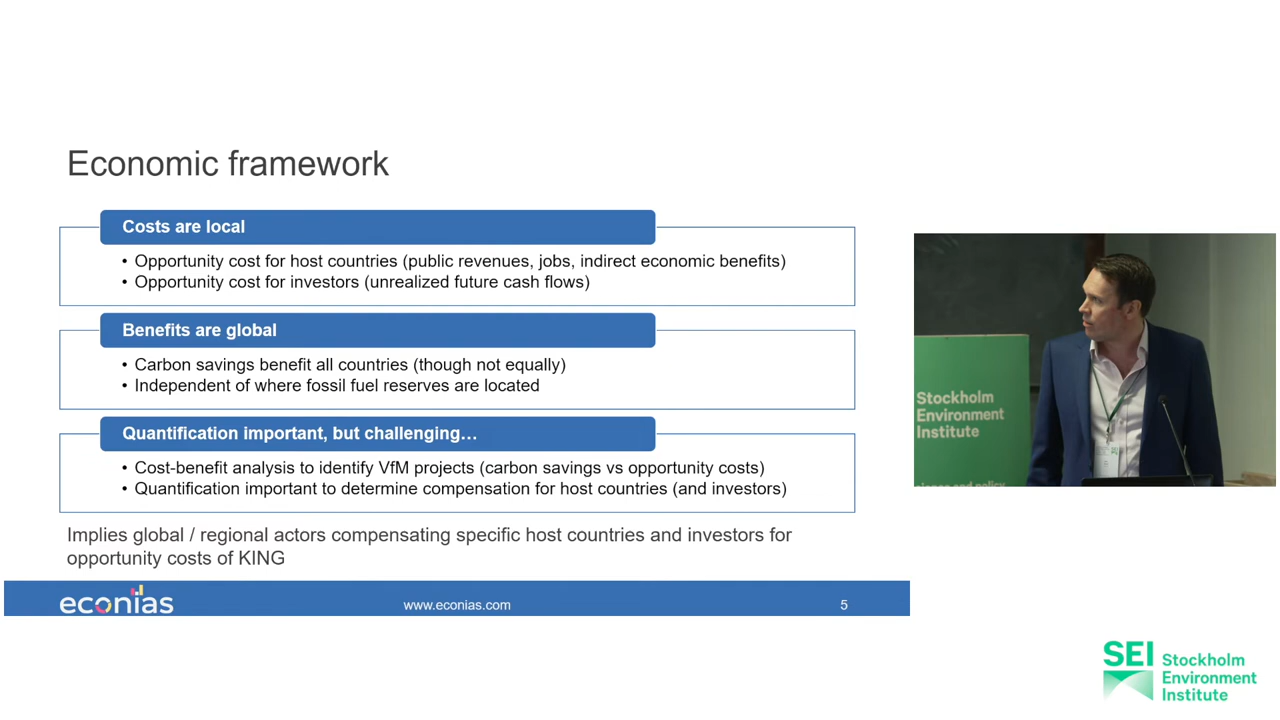 Economic framework
Costs are local
• Opportunity cost for host countries (public revenues, jobs, indirect economic benefits)
• Opportunity cost for investors (unrealized future cash flows)
Benefits are global
• Carbon savings benefit all countries (though not equally)
• Independent of where fossil fuel reserves are located
Quantification important, but challenging…
• Cost-benefit analysis to identify VfM projects (carbon savings vs opportunity costs)
• Quantification important to determine compensation for host countries (and investors)
Implies global / regional actors compensating specific host countries and investors for
opportunity costs of KING
econias
www.econias.com
5
Stockholm
Environment
Institute
and policy
SEI
Stockholm
Environment
Institute